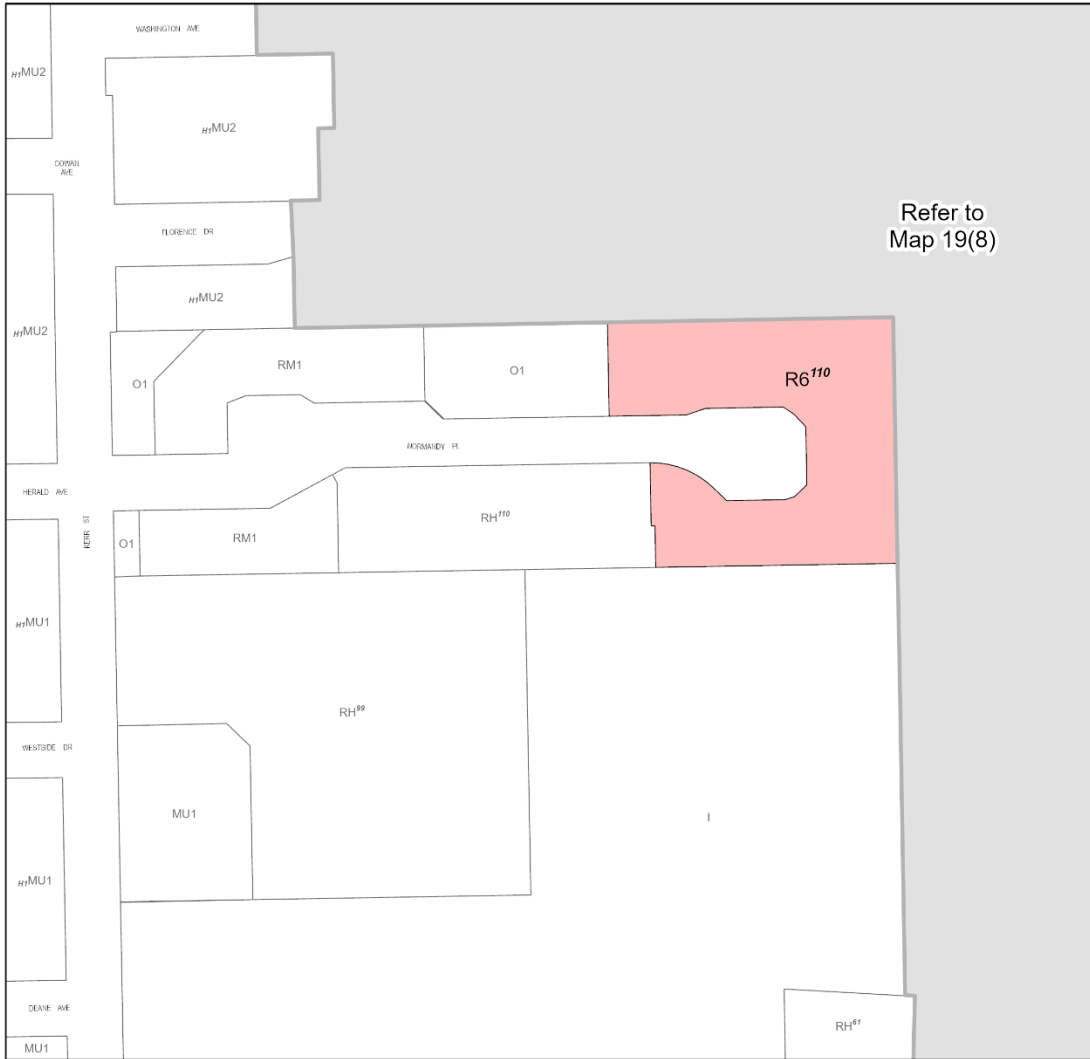 WASHINGTON AVE
H1MU2
H1MU2
COWAN
AVE
Refer to
Map 19(8)
FLORENCE DR
H1MU2
H1MU2
RM1
O1
O1
R6¹¹⁰
NORMANDY PL
HERALD AVE
RH¹¹⁰
KERR ST
RM1
O1
H1MU1
RH⁹⁹
WESTSIDE DR
MU1
I
H1MU1
DEANE AVE
RH⁶¹
MU1